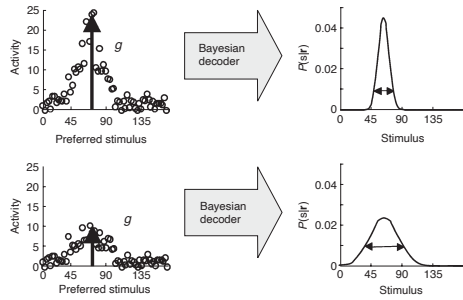 25
20
15
10
5
0
Activity
g
0 45 90 135
Preferred stimulus
Bayesian
decoder
0.04
0.02
0
P(s|r)
0 45 90 135
Stimulus
25
20
15
10
5
0
Activity
g
0 45 90 135
Preferred stimulus
Bayesian
decoder
0.04
0.02
0
P(s|r)
0 45 90 135
Stimulus